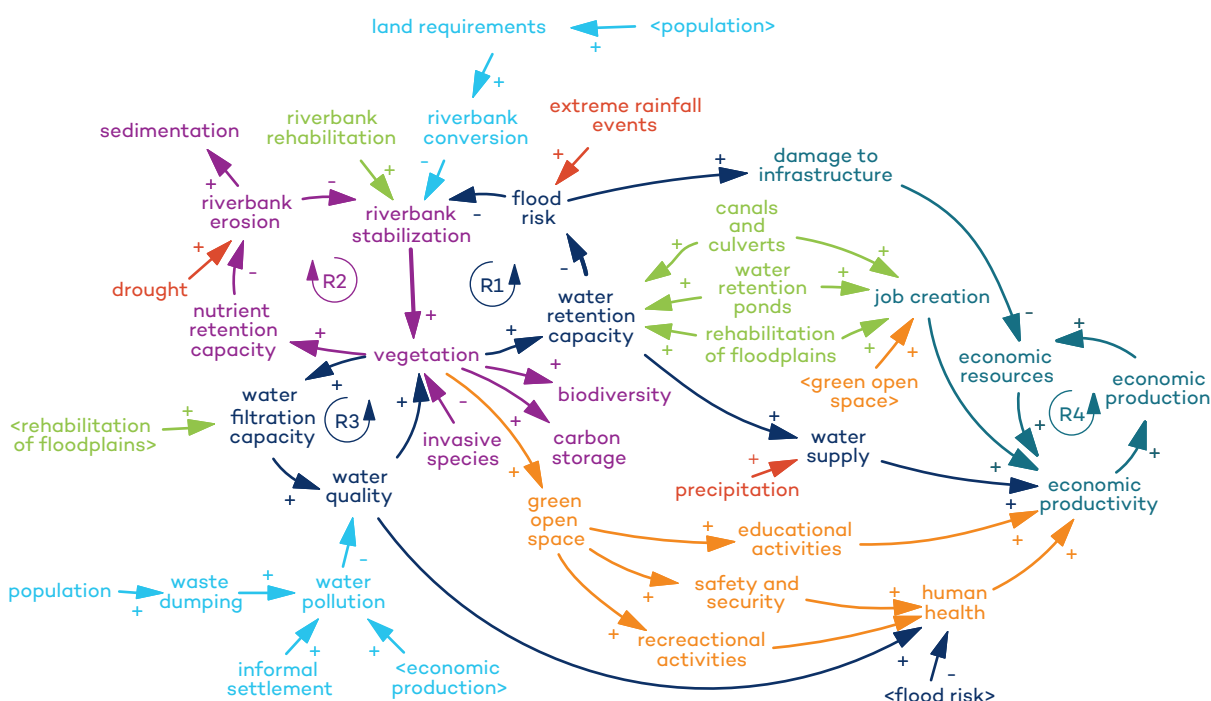 land requirements
<population>
+
+
riverbank
rehabilitation
riverbank
conversion
extreme rainfall
events
sedimentation
+
-
+
+
damage to
infrastructure
+
-
riverbank
erosion
riverbank
stabilization
-
flood
risk
canals
and
culverts
+
+
+
-
drought
R2
R1
-
water
retention
ponds
+
+
job creation
nutrient
retention
capacity
water
retention
capacity
+
+
+
+
rehabilitation
of floodplains
+
+
+
-
+
economic
resources
vegetation
+
+
biodiversity
<green open
space>
economic
production
water
filtration
capacity
R3
+
-
+
R4
<rehabilitation
of floodplains>
+
invasive
species
carbon
storage
+
water
supply
+
+
+
water
quality
+
+
precipitation
+
economic
productivity
+
green
open
space
+
educational
activities
+
+
-
population
+
waste
dumping
+
water
pollution
safety and
security
+
+
human
health
+
recreactional
activities
+
+
informal
settlement
<economic
production>
+
-
<flood risk>